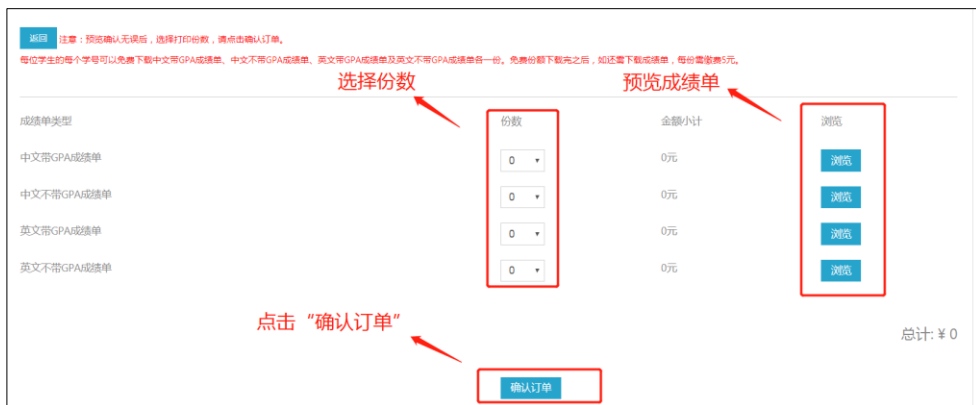 返回 注意：预览确认无误后，选择打印份数，请点击确认订单。
每位学生的每个学号可以免费下载中文带GPA成绩单、中文不带GPA成绩单、英文带GPA成绩单及英文不带GPA成绩单各一份。免费份额下载完之后，如还需下载成绩单，每份需缴费5元。
选择份数 预览成绩单
成绩单类型 份数 金额小计 浏览
中文带GPA成绩单 0 0元 浏览
中文不带GPA成绩单 0 0元 浏览
英文带GPA成绩单 0 0元 浏览
英文不带GPA成绩单 0 0元 浏览
点击“确认订单”
总计:¥ 0
确认订单